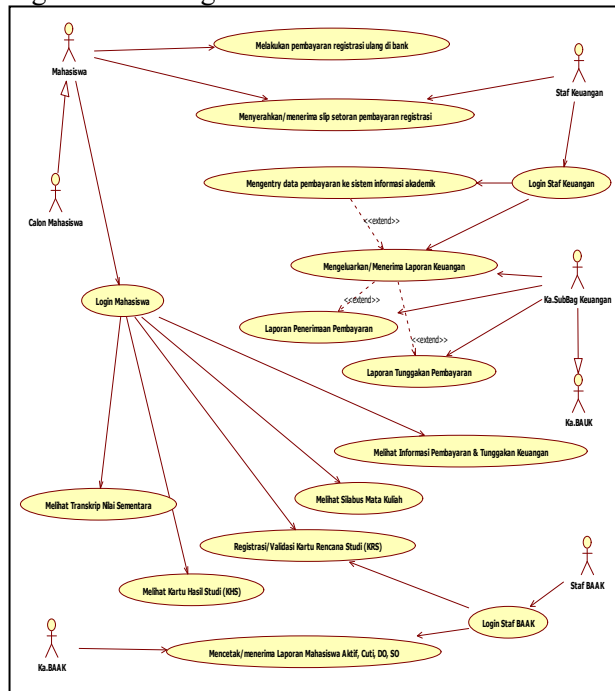 Melakukan pembayaran registrasi ulang di bank
Mahasiswa
Staf Keuangan
Menyerahkan/menerima slip setoran pembayaran registrasi
Mengentry data pembayaran ke sistem informasi akademik
Login Staf Keuangan
Calon Mahasiswa
<<extend>>
Mengeluarkan/Menerima Laporan Keuangan
Login Mahasiswa
<<extend>>
Ka.SubBag Keuangan
Laporan Penerimaan Pembayaran
<<extend>>
Laporan Tunggakan Pembayaran
Ka.BAUK
Melihat Informasi Pembayaran & Tunggakan Keuangan
Melihat Silabus Mata Kuliah
Melihat Transkrip Nilai Sementara
Registrasi/Validasi Kartu Rencana Studi (KRS)
Staf BAAK
Melihat Kartu Hasil Studi (KHS)
Login Staf BAAK
Ka.BAAK
Mencetak/menerima Laporan Mahasiswa Aktif, Cuti, DO, SO